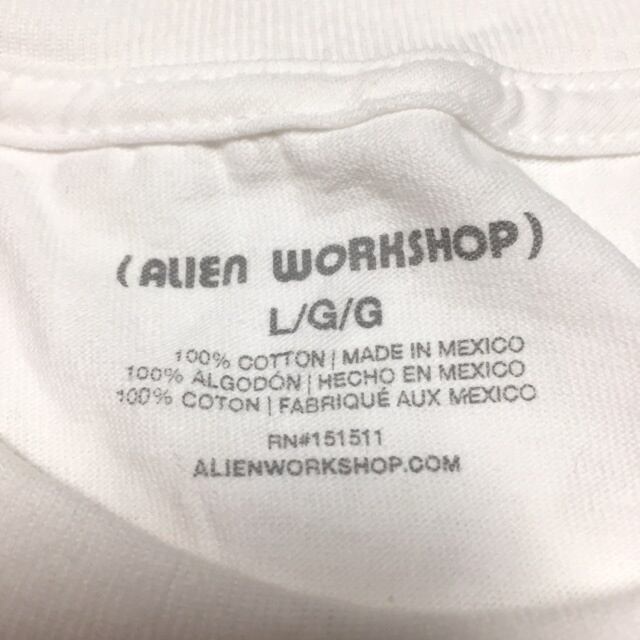 ( ALIEN WORKSHOP )
L/G/G
100% COTTON | MADE IN MEXICO
100% ALGODÓN | HECHO EN MEXICO
100% COTON | FABRIQUÉ AUX MEXICO
RN#151511
ALIENWORKSHOP.COM